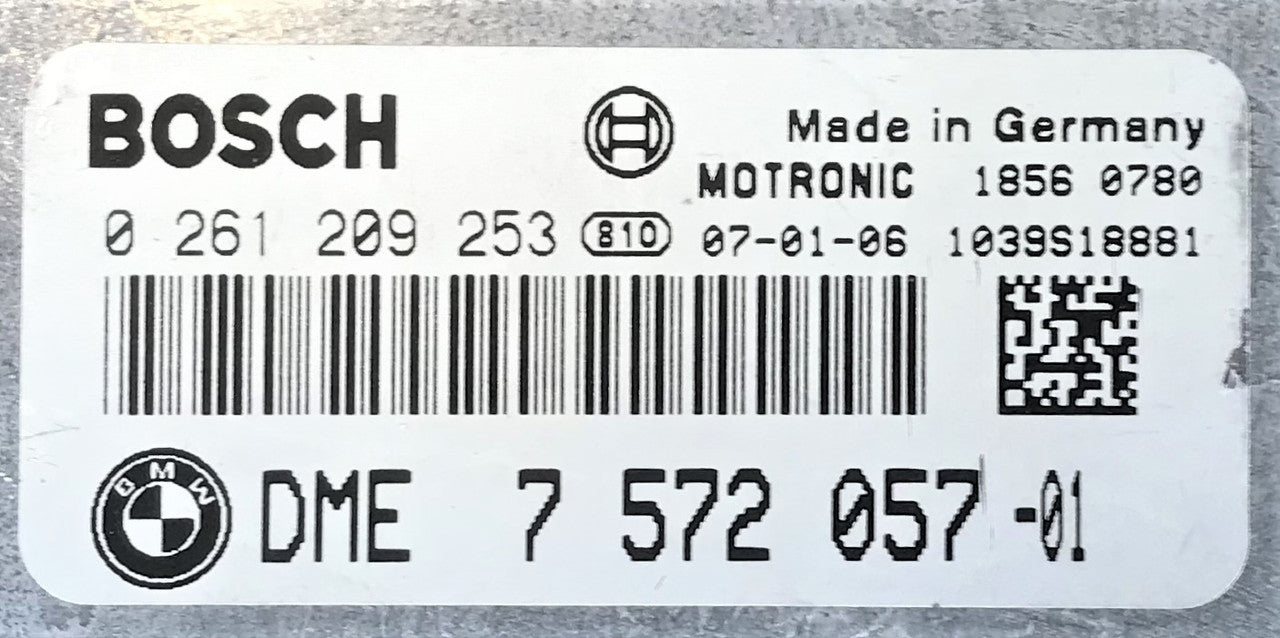 BOSCH
Made in Germany
MOTRONIC 1856 0780
0 261 209 253 810 07-01-06 1039S18881
BMW DME 7 572 057-01